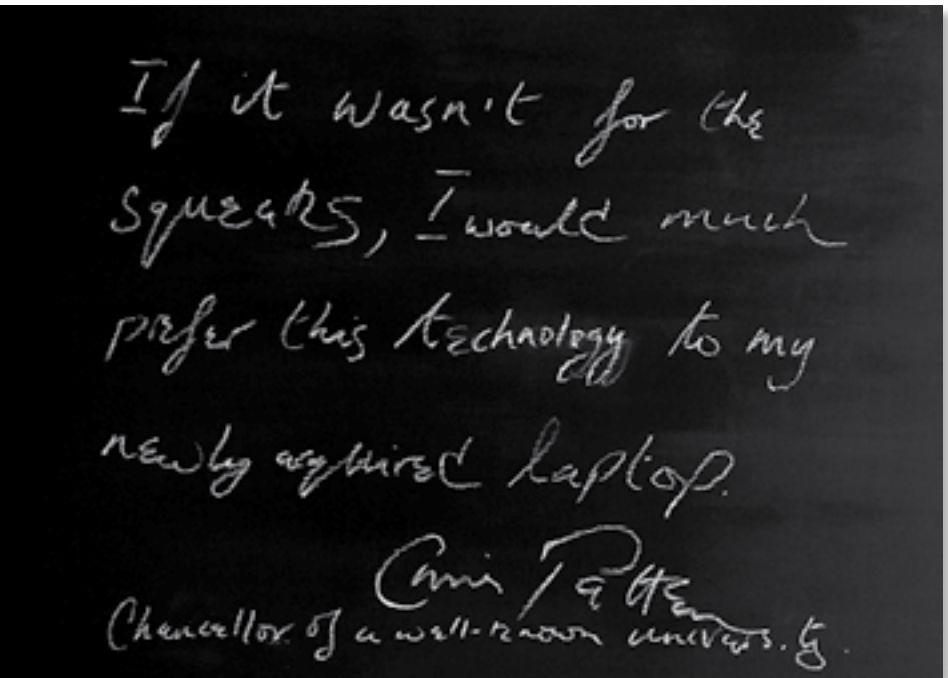 If it wasn't for the
squeaks, I would much
prefer this technology to my
newly acquired laptop.
Chris Patten
Chancellor of a well-known university.